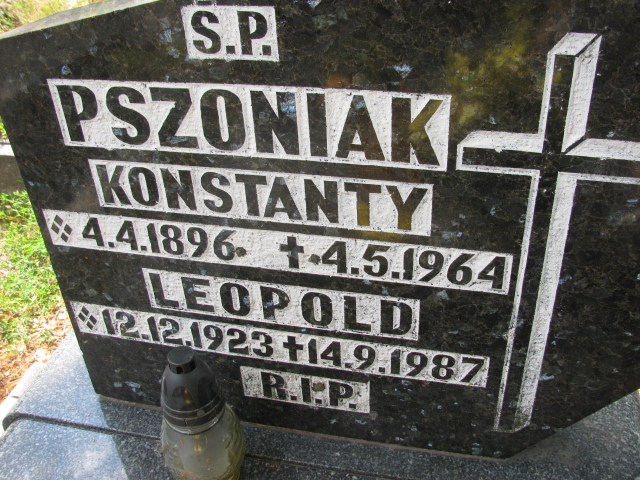 Ś.P.
PSZONIAK
KONSTANTY
4.4.1896 ✝ 4.5.1964
LEOPOLD
12.12.1923 ✝ 14.9.1987
R.I.P.